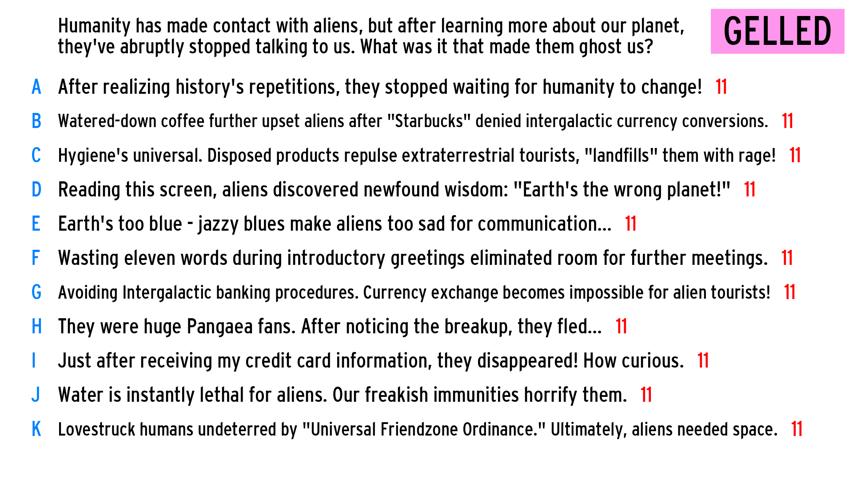 Humanity has made contact with aliens, but after learning more about our planet,
they've abruptly stopped talking to us. What was it that made them ghost us?
GELLED
A After realizing history's repetitions, they stopped waiting for humanity to change! 11
B Watered-down coffee further upset aliens after "Starbucks" denied intergalactic currency conversions. 11
C Hygiene's universal. Disposed products repulse extraterrestrial tourists, "landfills" them with rage! 11
D Reading this screen, aliens discovered newfound wisdom: "Earth's the wrong planet!" 11
E Earth's too blue - jazzy blues make aliens too sad for communication... 11
F Wasting eleven words during introductory greetings eliminated room for further meetings. 11
G Avoiding Intergalactic banking procedures. Currency exchange becomes impossible for alien tourists! 11
H They were huge Pangaea fans. After noticing the breakup, they fled... 11
I Just after receiving my credit card information, they disappeared! How curious. 11
J Water is instantly lethal for aliens. Our freakish immunities horrify them. 11
K Lovestruck humans undeterred by "Universal Friendzone Ordinance." Ultimately, aliens needed space. 11